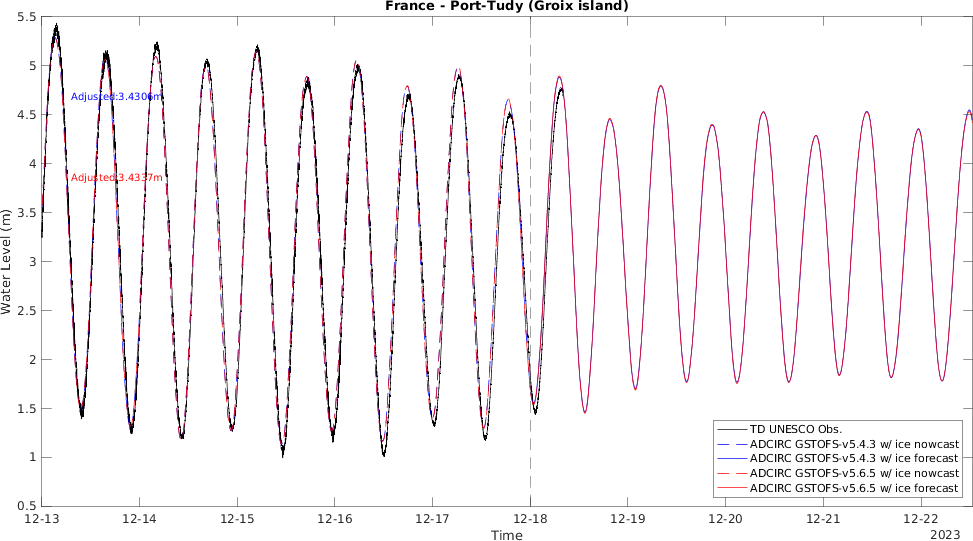 France - Port-Tudy (Groix island)
5.5
5
4.5
4
3.5
3
2.5
2
1.5
1
0.5
Water Level (m)
Adjusted:3.4306m
Adjusted:3.4337m
TD UNESCO Obs.
ADCIRC GSTOFS-v5.4.3 w/ ice nowcast
ADCIRC GSTOFS-v5.4.3 w/ ice forecast
ADCIRC GSTOFS-v5.6.5 w/ ice nowcast
ADCIRC GSTOFS-v5.6.5 w/ ice forecast
12-13 12-14 12-15 12-16 12-17 12-18 12-19 12-20 12-21 12-22
Time
2023